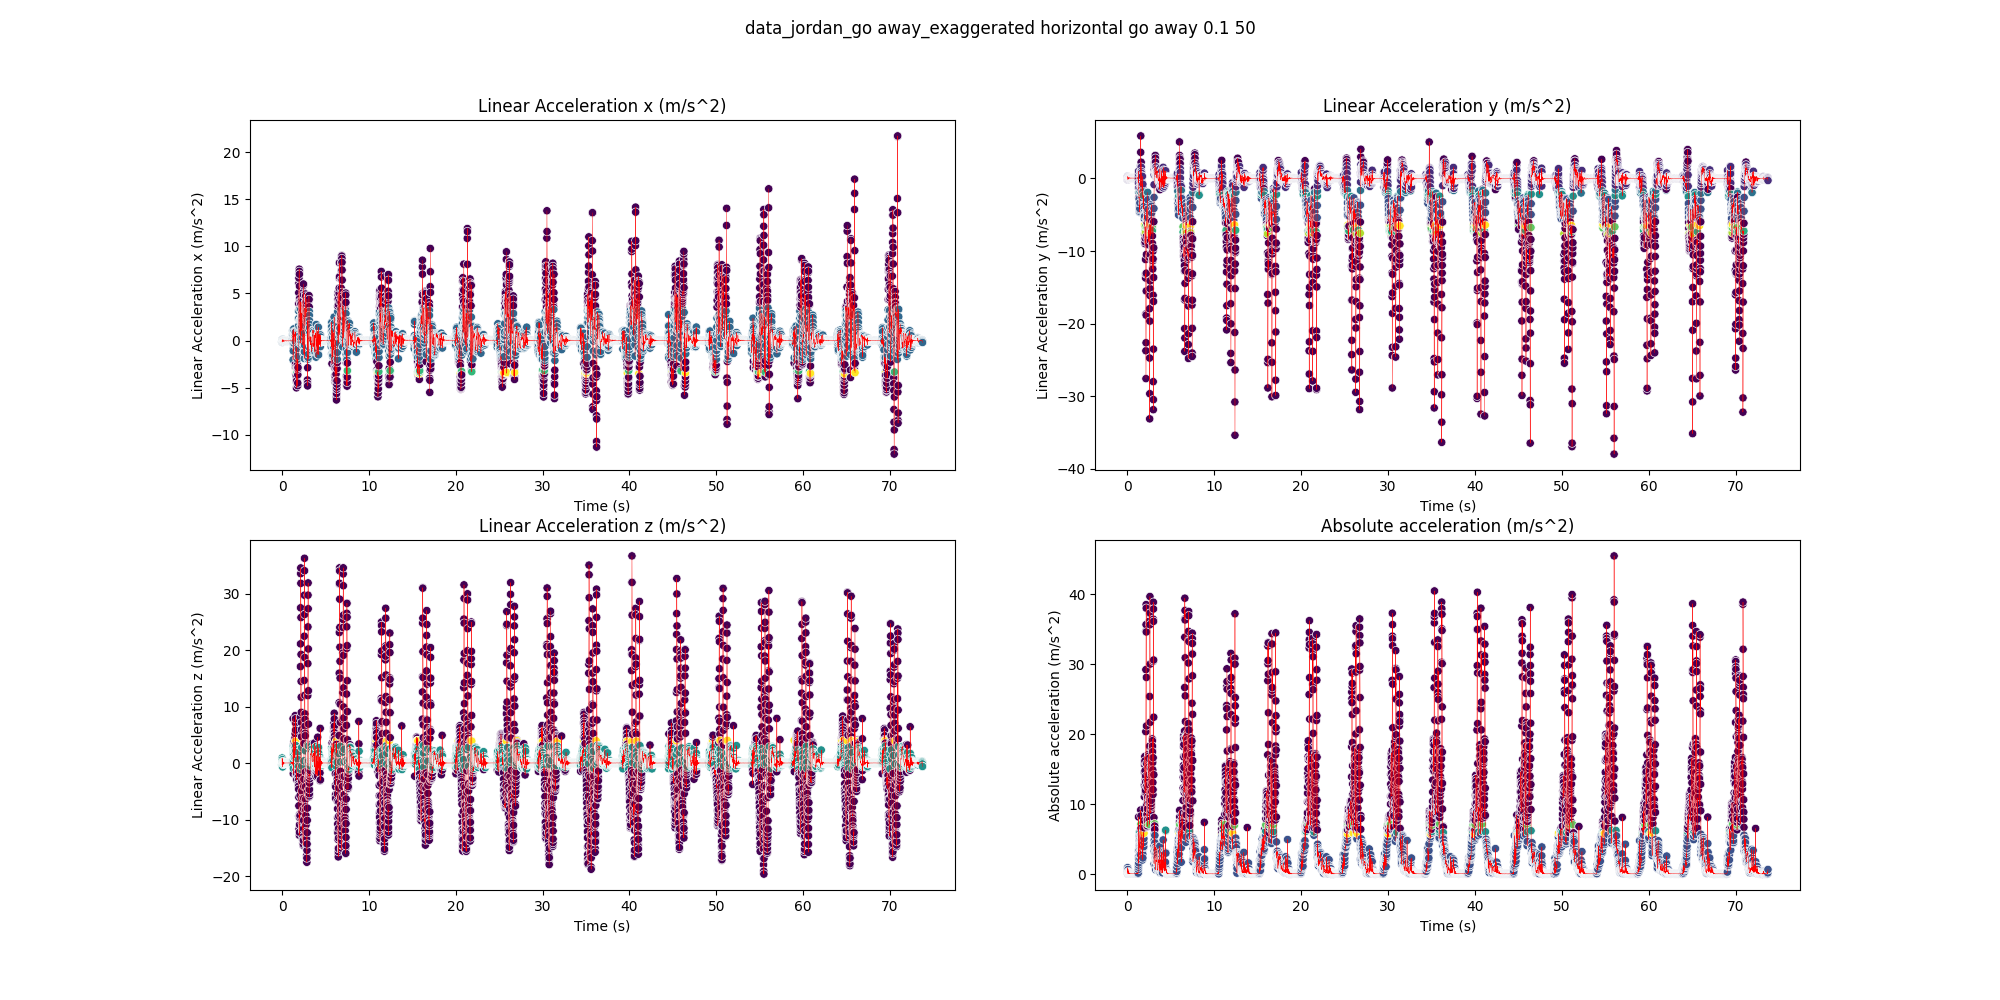 data_jordan_go away_exaggerated horizontal go away 0.1 50
Linear Acceleration x (m/s^2)
Linear Acceleration x (m/s^2)
20
15
10
5
0
−5
−10
0 10 20 30 40 50 60 70
Time (s)
Linear Acceleration y (m/s^2)
Linear Acceleration y (m/s^2)
0
−10
−20
−30
−40
0 10 20 30 40 50 60 70
Time (s)
Linear Acceleration z (m/s^2)
Linear Acceleration z (m/s^2)
30
20
10
0
−10
−20
0 10 20 30 40 50 60 70
Time (s)
Absolute acceleration (m/s^2)
Absolute acceleration (m/s^2)
40
30
20
10
0
0 10 20 30 40 50 60 70
Time (s)